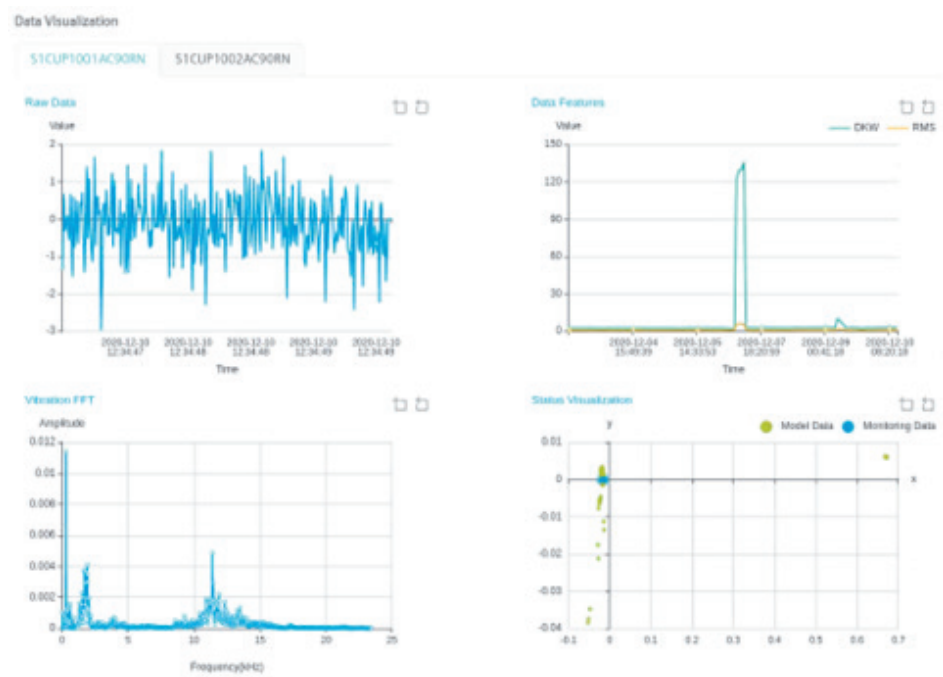 Data Visualization
S1CUP1001AC90RN S1CUP1002AC90RN
Raw Data
Value
2
1
0
-1
-2
-3
2020-12-10 2020-12-10 2020-12-10 2020-12-10 2020-12-10
12:34:47 12:34:48 12:34:48 12:34:49 12:34:49
Time
Data Features
Value
DKW RMS
150
120
90
60
30
0
2020-12-04 2020-12-05 2020-12-07 2020-12-09 2020-12-10
15:49:39 14:33:53 18:20:59 00:41:18 08:20:18
Time
Vibration FFT
Amplitude
0.012
0.01
0.008
0.006
0.004
0.002
0
0 5 10 15 20 25
Frequency(kHz)
Status Visualization
y
Model Data Monitoring Data
0.01
0
x
-0.01
-0.02
-0.03
-0.04
-0.1 0 0.1 0.2 0.3 0.4 0.5 0.6 0.7